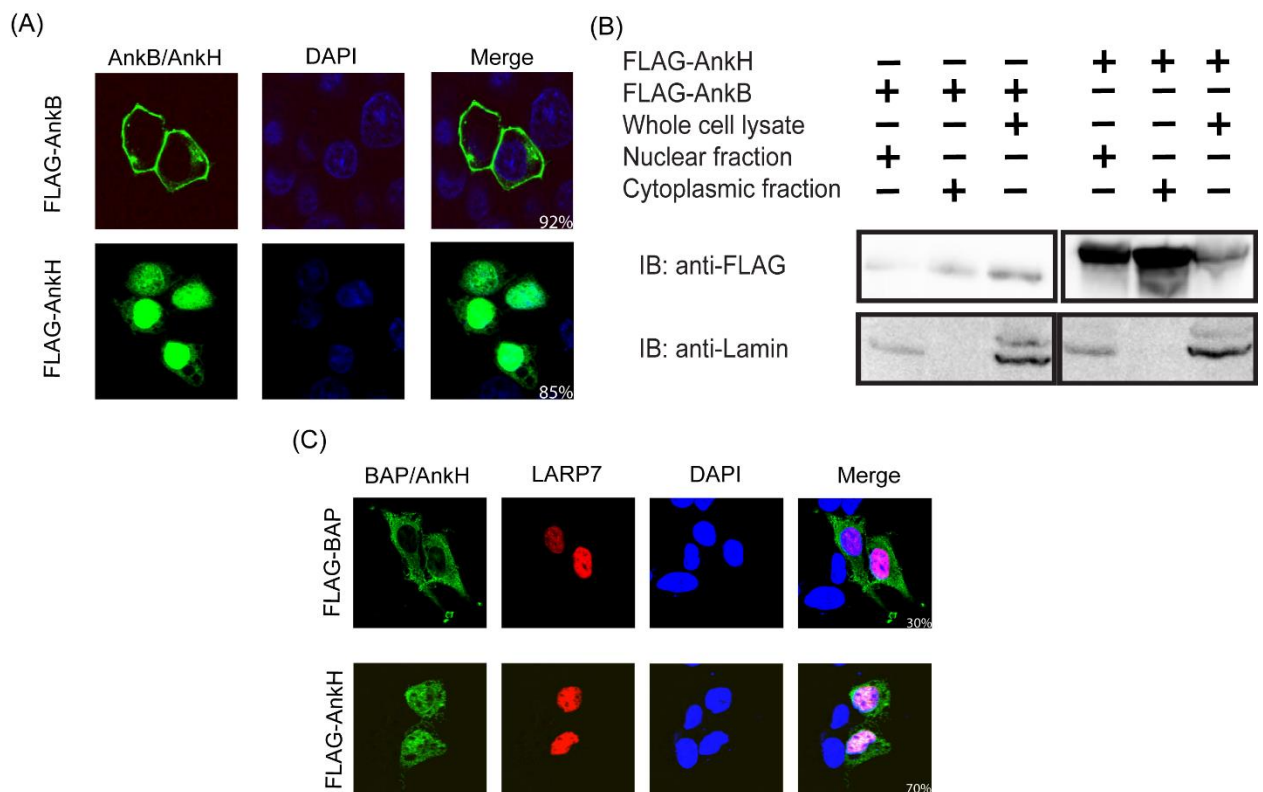 (A)
AnkB/AnkH DAPI Merge
FLAG-AnkB
92%
FLAG-AnkH
85%
(B)
FLAG-AnkH − − − + + +
FLAG-AnkB + + + − − −
Whole cell lysate − − + − − +
Nuclear fraction + − − + − −
Cytoplasmic fraction − + − − + −
IB: anti-FLAG
IB: anti-Lamin
(C)
BAP/AnkH LARP7 DAPI Merge
FLAG-BAP
30%
FLAG-AnkH
70%